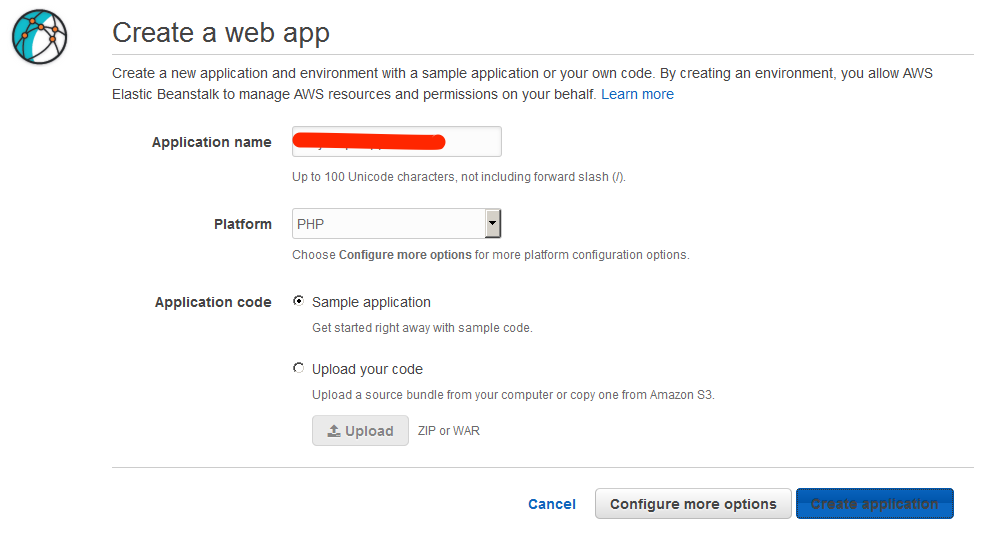 Create a web app
Create a new application and environment with a sample application or your own code. By creating an environment, you allow AWS
Elastic Beanstalk to manage AWS resources and permissions on your behalf. Learn more
Application name
Up to 100 Unicode characters, not including forward slash (/).
Platform
PHP
Choose Configure more options for more platform configuration options.
Application code
Sample application
Get started right away with sample code.
Upload your code
Upload a source bundle from your computer or copy one from Amazon S3.
Upload ZIP or WAR
Cancel Configure more options Create application